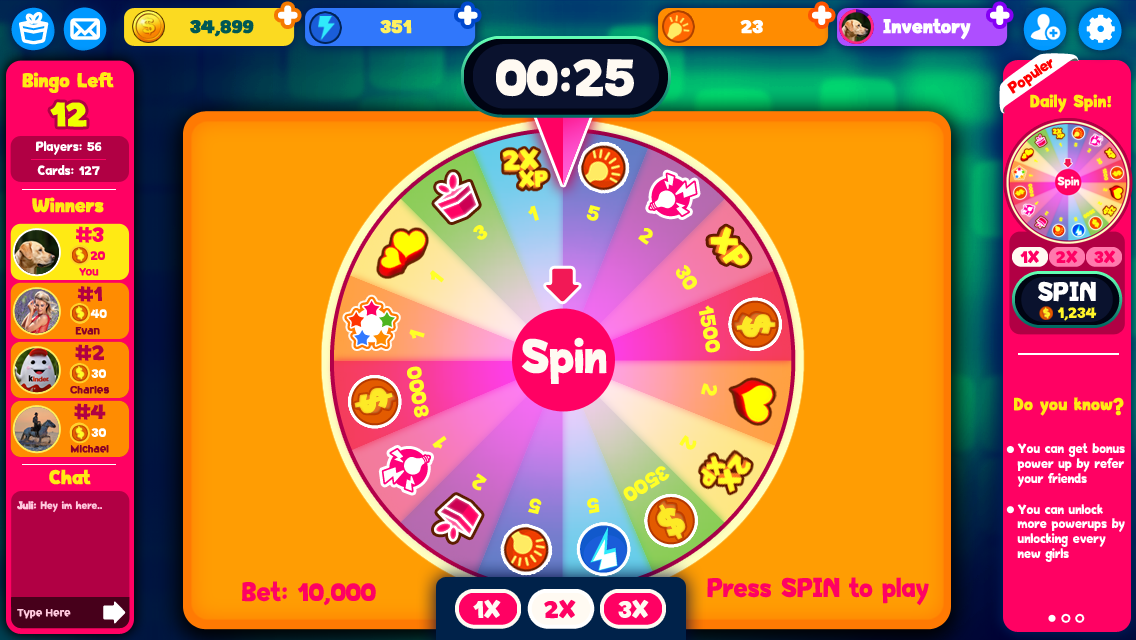 34,899
351
23
Inventory
00:25
Bingo Left
12
Players: 56
Cards: 127
Winners
#3
20
You
#1
40
Evan
#2
30
kinder
Charles
#4
30
Michael
Chat
Juli: Hey im here..
Type Here
2X
XP
1
5
2
XP
30
1500
2
2X
XP
2
3500
5
5
2
1
8000
1
1
3
Spin
Bet: 10,000
Press SPIN to play
1X
2X
3X
Populer
Daily Spin!
Spin
1X
2X
3X
SPIN
1,234
Do you know?
You can get bonus
power up by refer
your friends
You can unlock
more powerups by
unlocking every
new girls